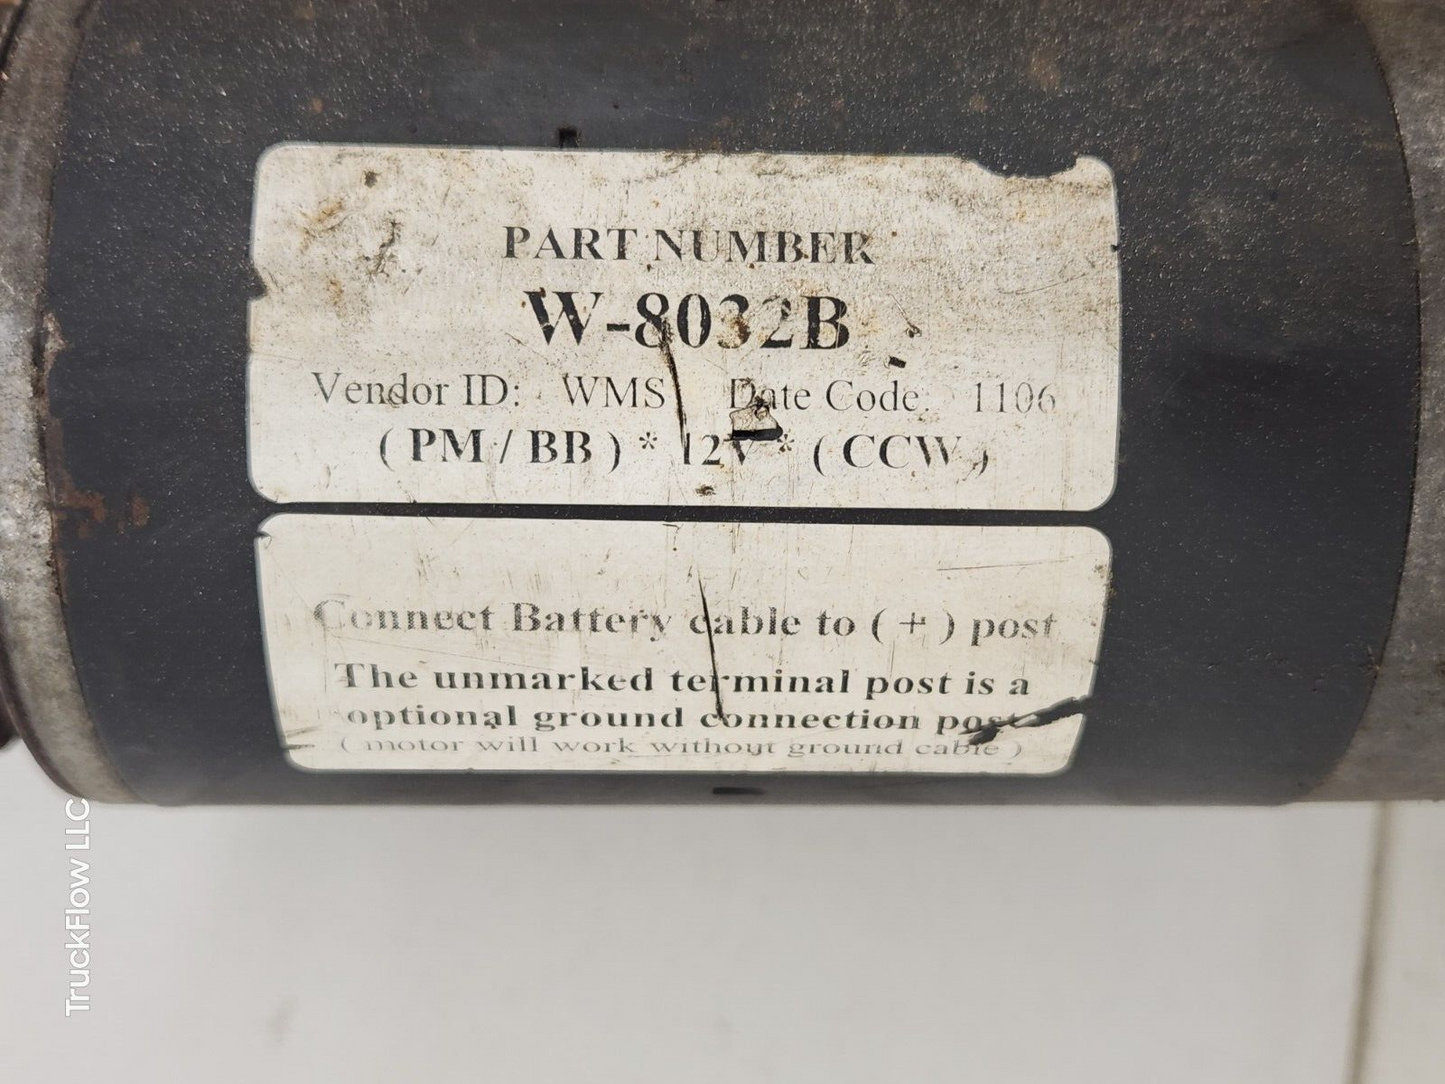 PART NUMBER
W-8032B
Vendor ID: WMS Date Code: 1106
( PM / BB ) * 12V * ( CCW )
Connect Battery cable to ( + ) post
The unmarked terminal post is a
optional ground connection post
( motor will work without ground cable )
TruckFlow LLC